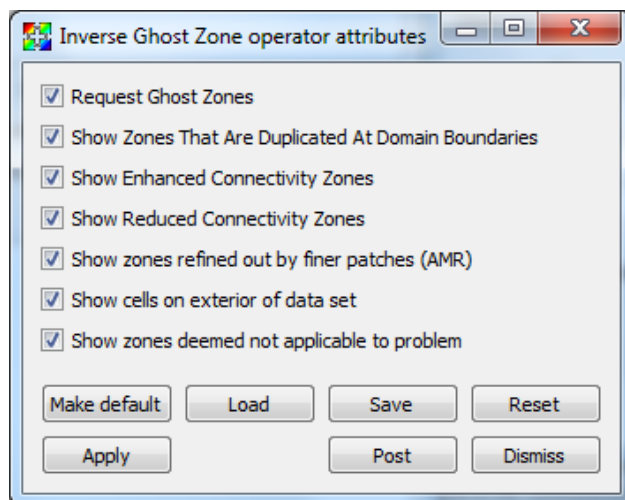 Inverse Ghost Zone operator attributes
Request Ghost Zones
Show Zones That Are Duplicated At Domain Boundaries
Show Enhanced Connectivity Zones
Show Reduced Connectivity Zones
Show zones refined out by finer patches (AMR)
Show cells on exterior of data set
Show zones deemed not applicable to problem
Make default Load Save Reset
Apply Post Dismiss